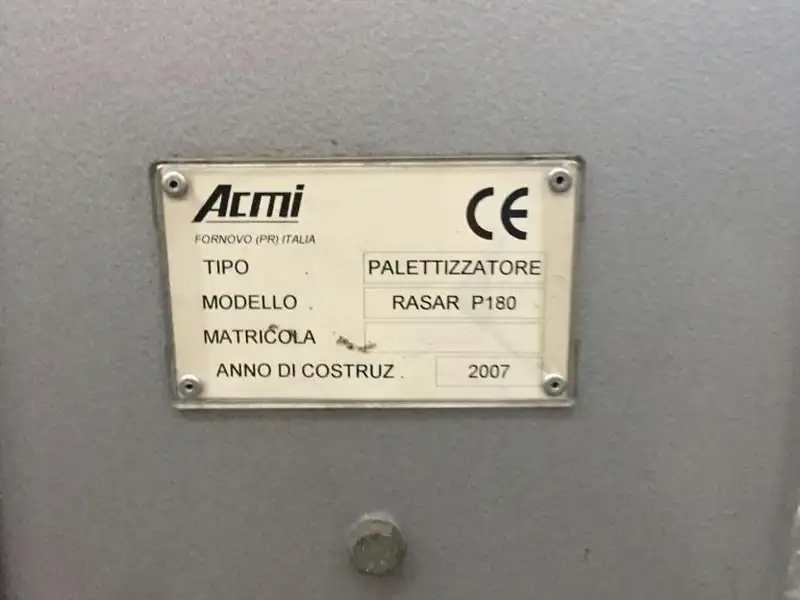 Acmi
CE
FORNOVO (PR) ITALIA
TIPO . PALETTIZZATORE
MODELLO . RASAR P180
MATRICOLA
ANNO DI COSTRUZ . 2007